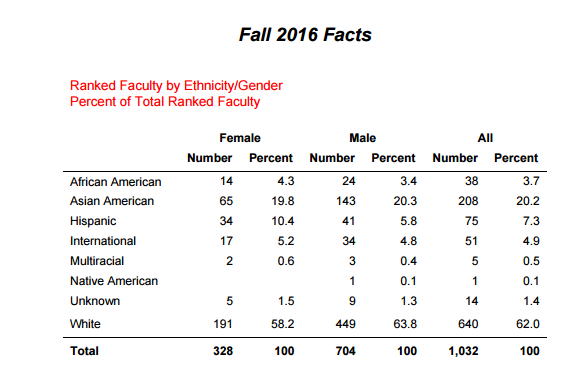 Fall 2016 Facts
Ranked Faculty by Ethnicity/Gender
Percent of Total Ranked Faculty
Female Male All
Number Percent Number Percent Number Percent
African American 14 4.3 24 3.4 38 3.7
Asian American 65 19.8 143 20.3 208 20.2
Hispanic 34 10.4 41 5.8 75 7.3
International 17 5.2 34 4.8 51 4.9
Multiracial 2 0.6 3 0.4 5 0.5
Native American 1 0.1 1 0.1
Unknown 5 1.5 9 1.3 14 1.4
White 191 58.2 449 63.8 640 62.0
Total 328 100 704 100 1,032 100